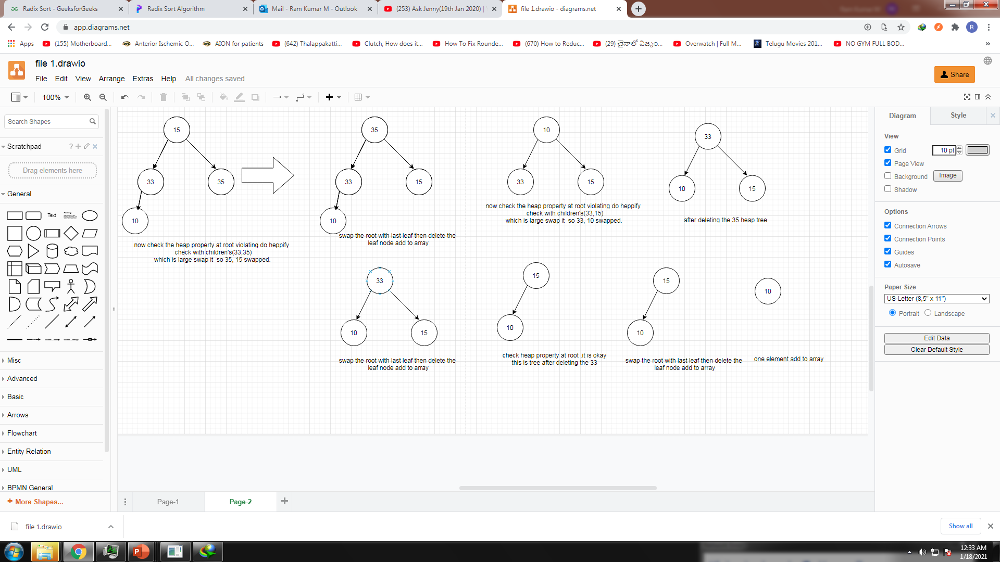 Radix Sort - GeeksforGeeks
Radix Sort Algorithm
Mail - Ram Kumar M - Outlook
(253) Ask Jenny(19th Jan 2020) |
file 1.drawio - diagrams.net
app.diagrams.net
R
Apps
(155) Motherboard...
Anterior Ischemic O...
AION for patients
(642) Thalappakatti...
Clutch, How does it...
How To Fix Rounde...
(670) How to Reduc...
(29) చైనాలో విజృం...
Overwatch | Full M...
Telugu Movies 201...
NO GYM FULL BOD...
»
file 1.drawio
File Edit View Arrange Extras Help All changes saved
Share
100%
Search Shapes
Scratchpad
?
Drag elements here
General
Text
Heading
Misc
Advanced
Basic
Arrows
Flowchart
Entity Relation
UML
BPMN General
+ More Shapes...
15
33
35
10
now check the heap property at root violating do heppify
check with children's(33,35)
which is large swap it so 35, 15 swapped.
35
33
15
10
swap the root with last leaf then delete the
leaf node add to array
10
33
15
now check the heap property at root violating do heppify
check with children's(33,15)
which is large swap it so 33, 10 swapped.
33
10
15
after deleting the 35 heap tree
33
10
15
swap the root with last leaf then delete the
leaf node add to array
15
10
check heap property at root .it is okay
this is tree after deleting the 33
15
10
swap the root with last leaf then delete the
leaf node add to array
10
one element add to array
Diagram
Style
View
Grid
10 pt
Page View
Background
Image
Shadow
Options
Connection Arrows
Connection Points
Guides
Autosave
Paper Size
US-Letter (8,5" x 11")
Portrait
Landscape
Edit Data
Clear Default Style
Page-1
Page-2
file 1.drawio
Show all
12:33 AM
1/18/2021